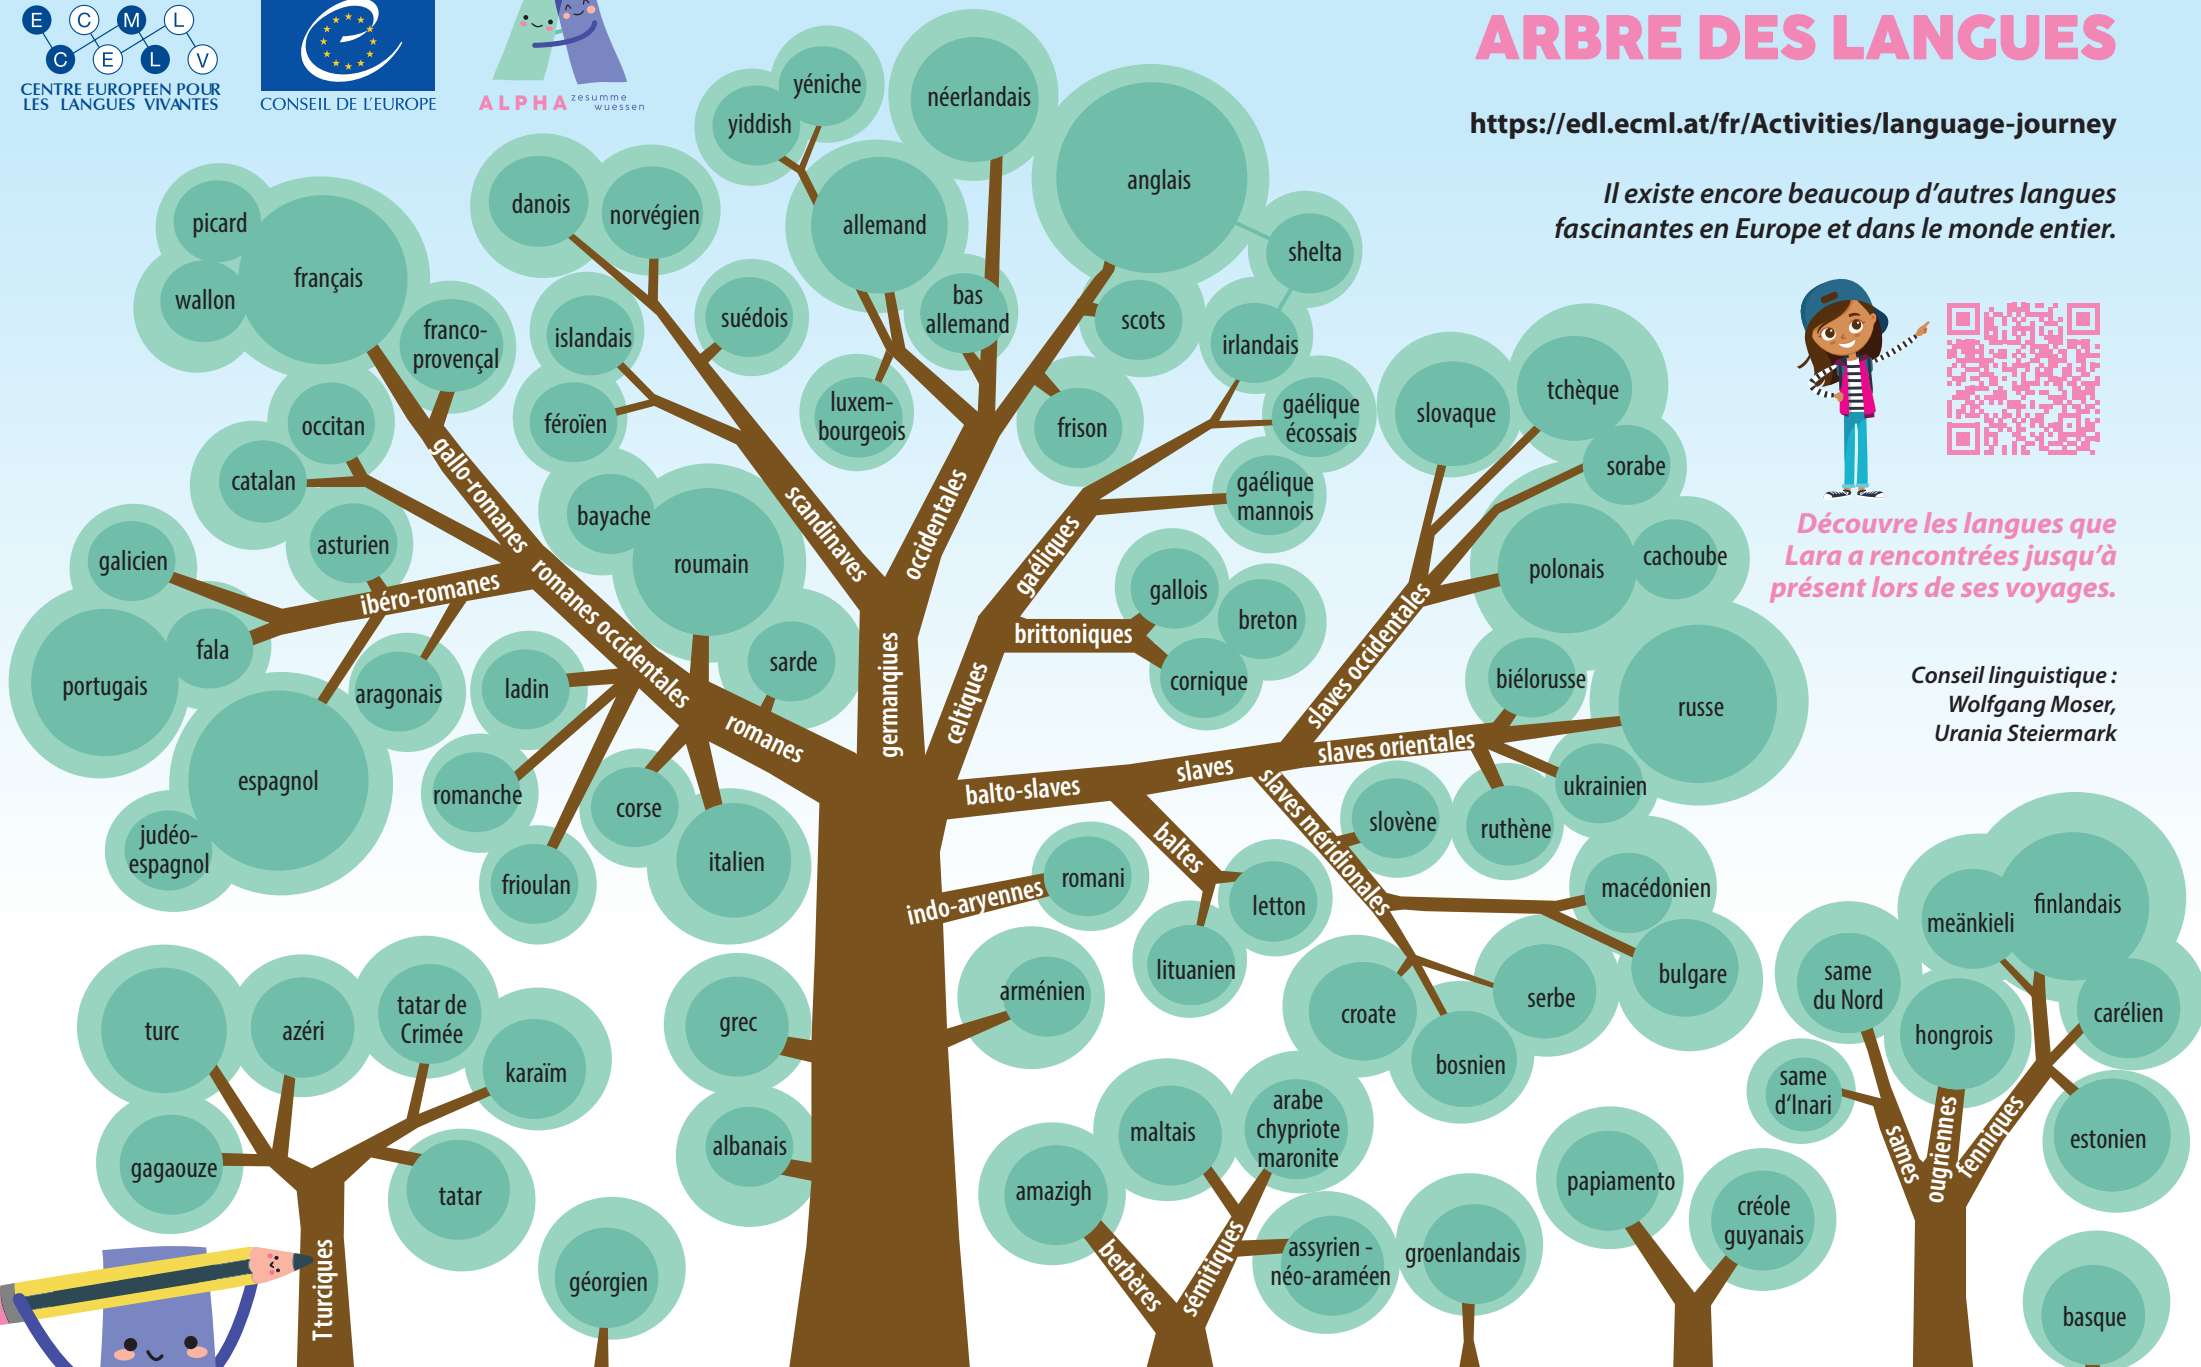 E C M L
C E L V
CENTRE EUROPEEN POUR
LES LANGUES VIVANTES
CONSEIL DE L'EUROPE
ALPHA zesumme
wuessen
ARBRE DES LANGUES
https://edl.ecml.at/fr/Activities/language-journey
Il existe encore beaucoup d'autres langues
fascinantes en Europe et dans le monde entier.
Découvre les langues que
Lara a rencontrées jusqu'à
présent lors de ses voyages.
Conseil linguistique :
Wolfgang Moser,
Urania Steiermark
picard
wallon
français
franco-
provençal
occitan
catalan
gallo-romanes
galicien
asturien
portugais
fala
ibéro-romanes
espagnol
aragonais
judéo-
espagnol
romanes occidentales
ladin
romanche
frioulan
corse
italien
bayache
roumain
sarde
romanes
danois
norvégien
islandais
féroïen
suédois
scandinaves
yéniche
yiddish
allemand
luxem-
bourgeois
néerlandais
bas
allemand
anglais
scots
frison
occidentales
germanqiues
shelta
irlandais
gaélique
écossais
gaélique
mannois
gaéliques
gallois
breton
cornique
brittoniques
celtiques
slovaque
tchèque
sorabe
polonais
cachoube
slaves occidentales
biélorusse
russe
ukrainien
ruthène
slaves orientales
slaves
balto-slaves
baltes
letton
lituanien
slaves méridionales
slovène
macédonien
bulgare
croate
serbe
bosnien
indo-aryennes
romani
arménien
grec
albanais
turc
azéri
tatar de
Crimée
karaïm
gagaouze
tatar
Tturciques
géorgien
amazigh
maltais
arabe
chypriote
maronite
assyrien -
néo-araméen
berbères
sémitiques
groenlandais
papiamento
créole
guyanais
same
du Nord
same
d‘Inari
meänkieli
finlandais
hongrois
carélien
estonien
sames
ougriennes
fenniques
basque